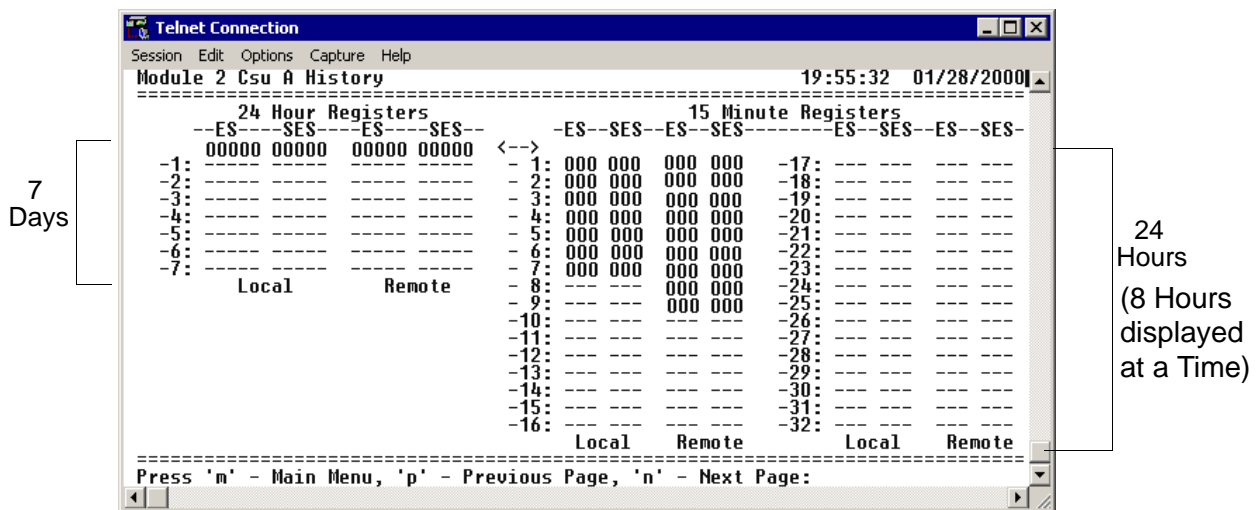 Telnet Connection
Session Edit Options Capture Help
Module 2 Csu A History 19:55:32 01/28/2000
================================================================================
24 Hour Registers 15 Minute Registers
--ES----SES----ES----SES-- -ES--SES--ES--SES--------ES--SES--ES--SES-
00000 00000 00000 00000 <-->
-1: ----- ----- ----- ----- - 1: 000 000 000 000 -17: --- --- --- ---
-2: ----- ----- ----- ----- - 2: 000 000 000 000 -18: --- --- --- ---
-3: ----- ----- ----- ----- - 3: 000 000 000 000 -19: --- --- --- ---
-4: ----- ----- ----- ----- - 4: 000 000 000 000 -20: --- --- --- ---
-5: ----- ----- ----- ----- - 5: 000 000 000 000 -21: --- --- --- ---
-6: ----- ----- ----- ----- - 6: 000 000 000 000 -22: --- --- --- ---
-7: ----- ----- ----- ----- - 7: 000 000 000 000 -23: --- --- --- ---
Local Remote - 8: --- --- 000 000 -24: --- --- --- ---
- 9: --- --- 000 000 -25: --- --- --- ---
-10: --- --- --- --- -26: --- --- --- ---
-11: --- --- --- --- -27: --- --- --- ---
-12: --- --- --- --- -28: --- --- --- ---
-13: --- --- --- --- -29: --- --- --- ---
-14: --- --- --- --- -30: --- --- --- ---
-15: --- --- --- --- -31: --- --- --- ---
-16: --- --- --- --- -32: --- --- --- ---
Local Remote Local Remote
================================================================================
Press 'm' - Main Menu, 'p' - Previous Page, 'n' - Next Page:
7
Days
24
Hours
(8 Hours
displayed
at a Time)